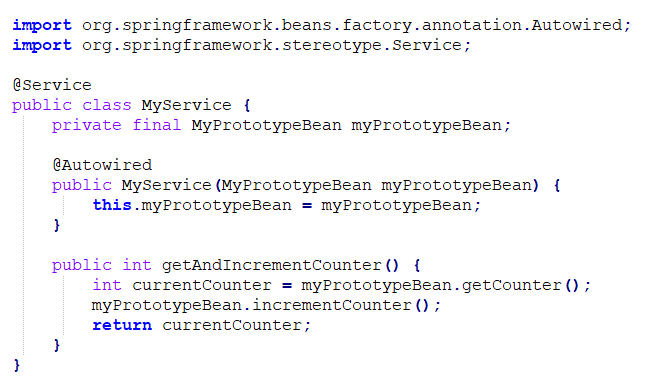 import org.springframework.beans.factory.annotation.Autowired;
import org.springframework.stereotype.Service;

@Service
public class MyService {
    private final MyPrototypeBean myPrototypeBean;

    @Autowired
    public MyService(MyPrototypeBean myPrototypeBean) {
        this.myPrototypeBean = myPrototypeBean;
    }

    public int getAndIncrementCounter() {
        int currentCounter = myPrototypeBean.getCounter();
        myPrototypeBean.incrementCounter();
        return currentCounter;
    }
}